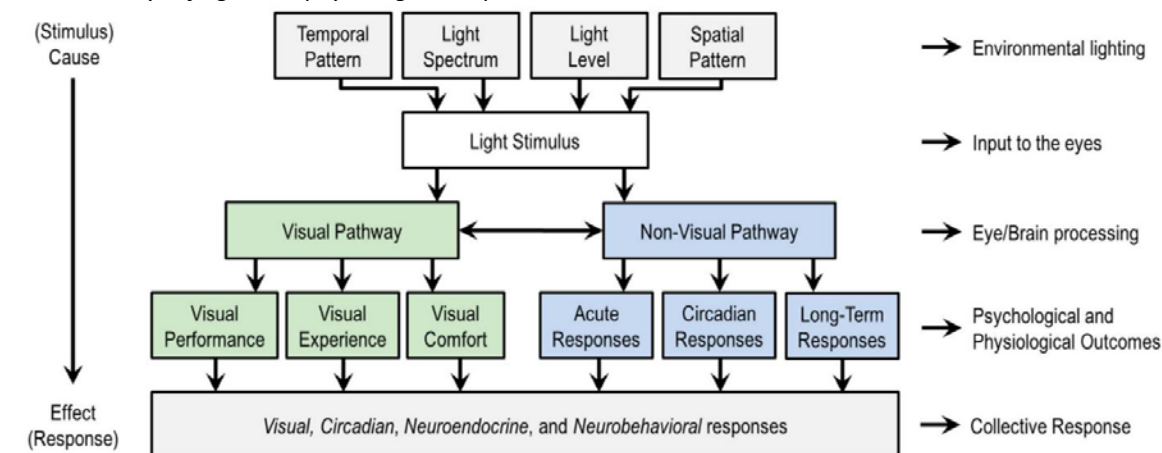 (Stimulus)
Cause
Temporal
Pattern
Light
Spectrum
Light
Level
Spatial
Pattern
Environmental lighting
Light Stimulus
Input to the eyes
Visual Pathway
Non-Visual Pathway
Eye/Brain processing
Visual
Performance
Visual
Experience
Visual
Comfort
Acute
Responses
Circadian
Responses
Long-Term
Responses
Psychological and
Physiological Outcomes
Effect
(Response)
Visual, Circadian, Neuroendocrine, and Neurobehavioral responses
Collective Response